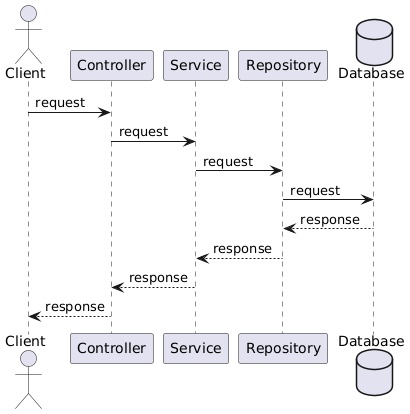 Client
Controller
Service
Repository
Database
request
request
request
request
response
response
response
response
Client
Controller
Service
Repository
Database